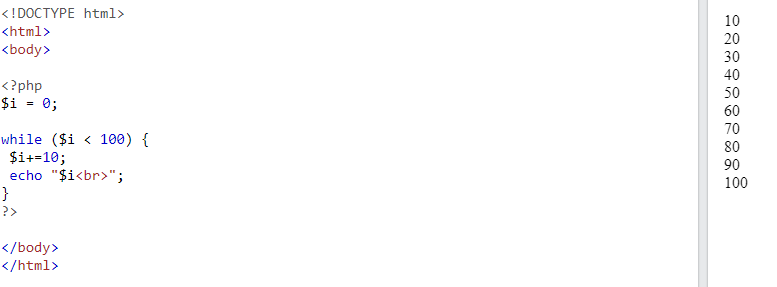 <!DOCTYPE html>
<html>
<body>
<?php
$i = 0;
while ($i < 100) {
 $i+=10;
 echo "$i<br>";
}
?>
</body>
</html>
10
20
30
40
50
60
70
80
90
100